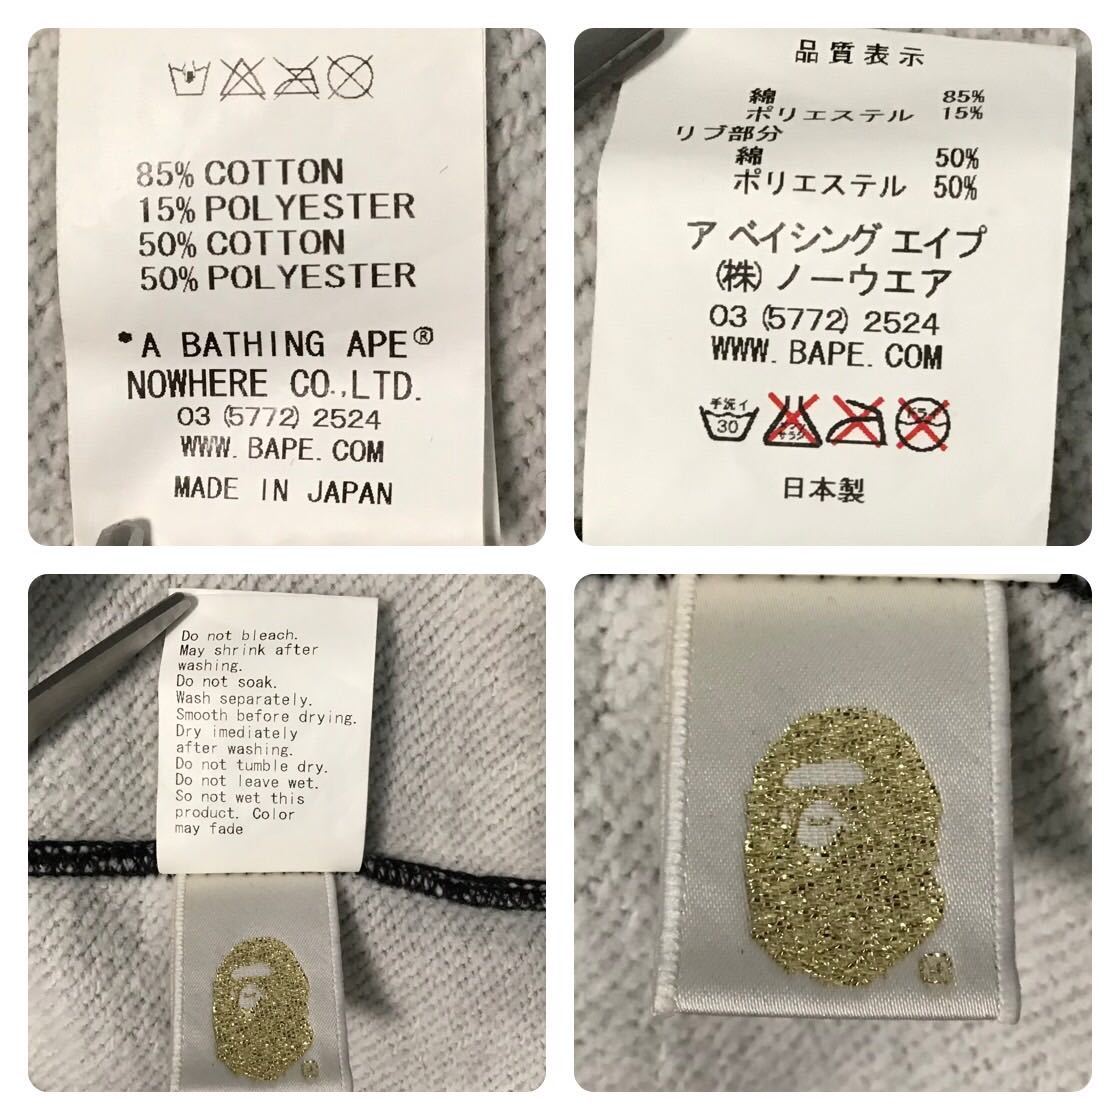 85% COTTON
15% POLYESTER
50% COTTON
50% POLYESTER
*A BATHING APE®
NOWHERE CO.,LTD.
03 (5772) 2524
WWW. BAPE. COM
MADE IN JAPAN
品質表示
綿 85%
ポリエステル 15%
リブ部分
綿 50%
ポリエステル 50%
ア ベイシング エイプ
(株) ノーウエア
03 (5772) 2524
WWW. BAPE. COM
手洗イ
30
日本製
Do not bleach.
May shrink after
washing.
Do not soak.
Wash separately.
Smooth before drying.
Dry imediately
after washing.
Do not tumble dry.
Do not leave wet.
So not wet this
product. Color
may fade